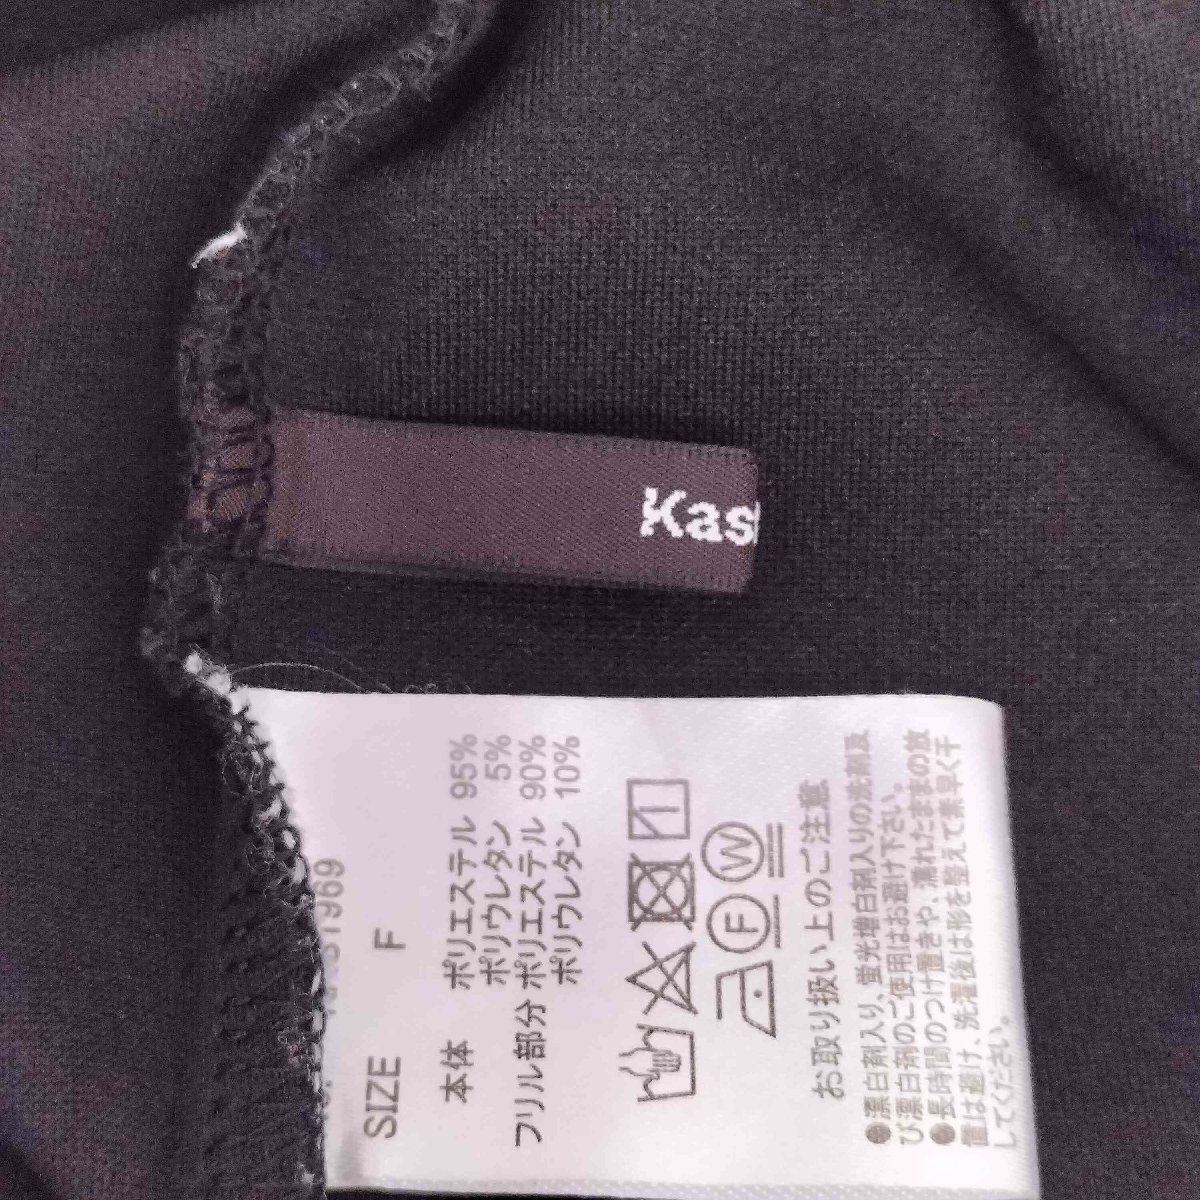 Kas
SIZE F
本体 ポリエステル 95%
ポリウレタン 5%
フリル部分 ポリエステル 90%
ポリウレタン 10%
F W
お取り扱い上のご注意
●漂白剤入り、蛍光増白剤入りの洗剤及
び漂白剤のご使用はお避け下さい。
●長時間のつけ置きや、濡れたままの放
置は避け、洗濯後は形を整えて素早く干
してください。